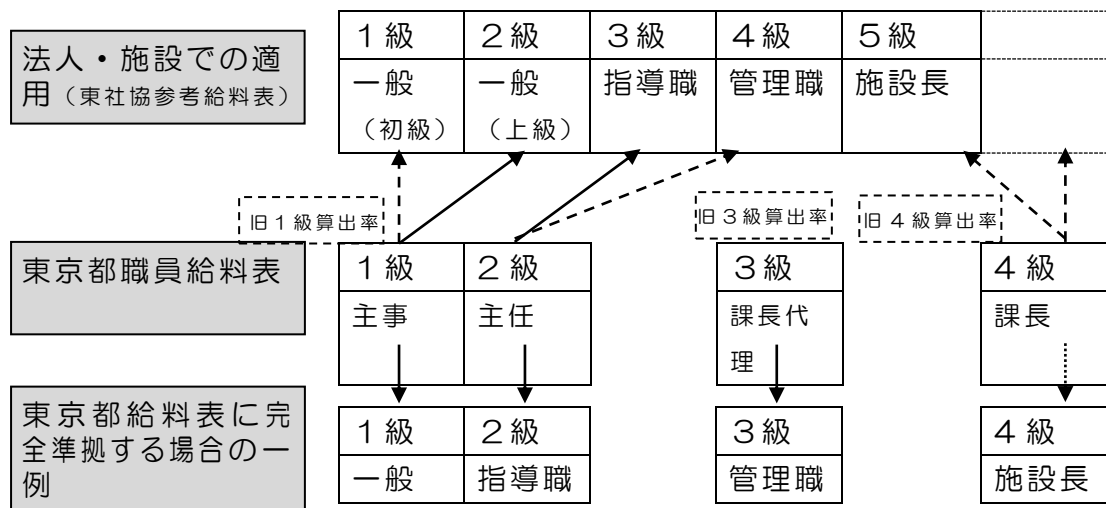 法人・施設での適
用（東社協参考給料表）
１級 ２級 ３級 ４級 ５級
一般 一般 指導職 管理職 施設長
（初級） （上級）
旧１級算出率 旧３級算出率 旧４級算出率
東京都職員給料表
１級 ２級 ３級 ４級
主事 主任 課長代 課長
理
東京都給料表に完
全準拠する場合の一
例
１級 ２級 ３級 ４級
一般 指導職 管理職 施設長